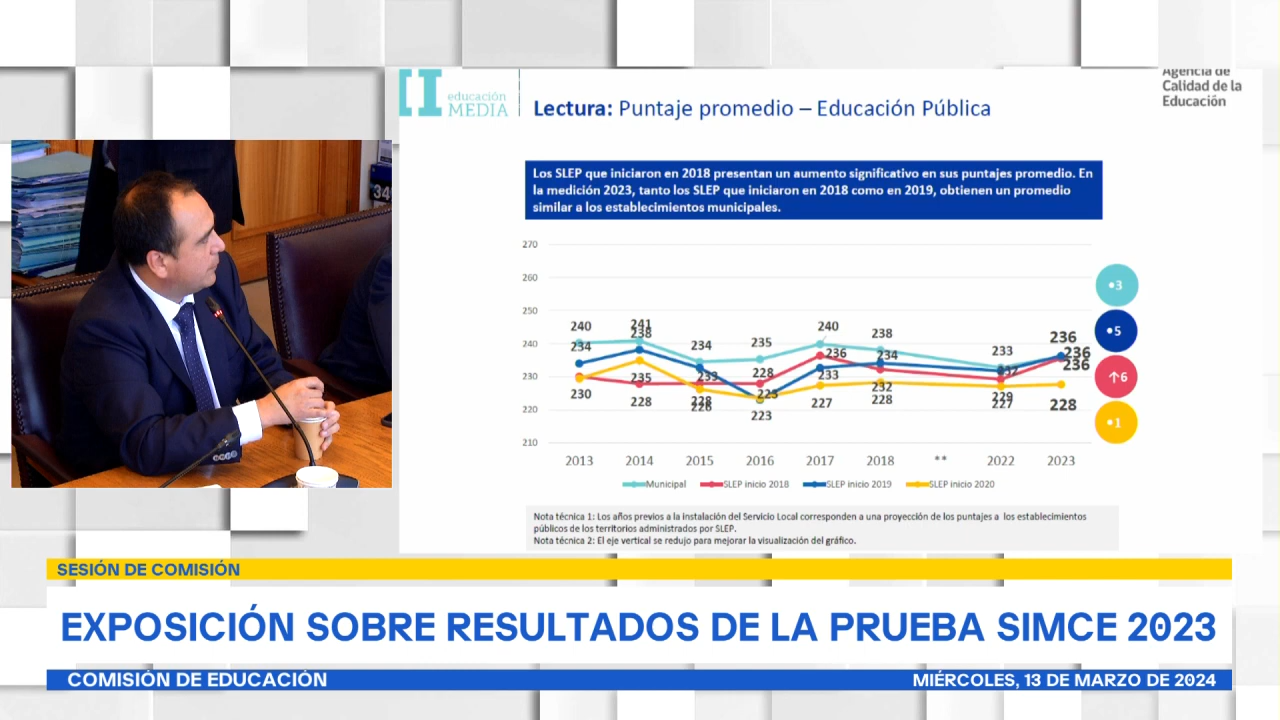 educación
MEDIA
Lectura: Puntaje promedio – Educación Pública
Agencia de
Calidad de la
Educación
Los SLEP que iniciaron en 2018 presentan un aumento significativo en sus puntajes promedio. En
la medición 2023, tanto los SLEP que iniciaron en 2018 como en 2019, obtienen un promedio
similar a los establecimientos municipales.
270
260
250
240
230
220
210
240 241 234 235 240 238 233 236
234 238 233 228 236 234 232 236
230 235 228 223 233 232 229 236
228 226 223 227 228 227 228
•3
•5
↑6
•1
2013 2014 2015 2016 2017 2018 ** 2022 2023
Municipal SLEP inicio 2018 SLEP inicio 2019 SLEP inicio 2020
Nota técnica 1: Los años previos a la instalación del Servicio Local corresponden a una proyección de los puntajes a los establecimientos
públicos de los territorios administrados por SLEP.
Nota técnica 2: El eje vertical se redujo para mejorar la visualización del gráfico.
SESIÓN DE COMISIÓN
EXPOSICIÓN SOBRE RESULTADOS DE LA PRUEBA SIMCE 2023
COMISIÓN DE EDUCACIÓN
MIÉRCOLES, 13 DE MARZO DE 2024